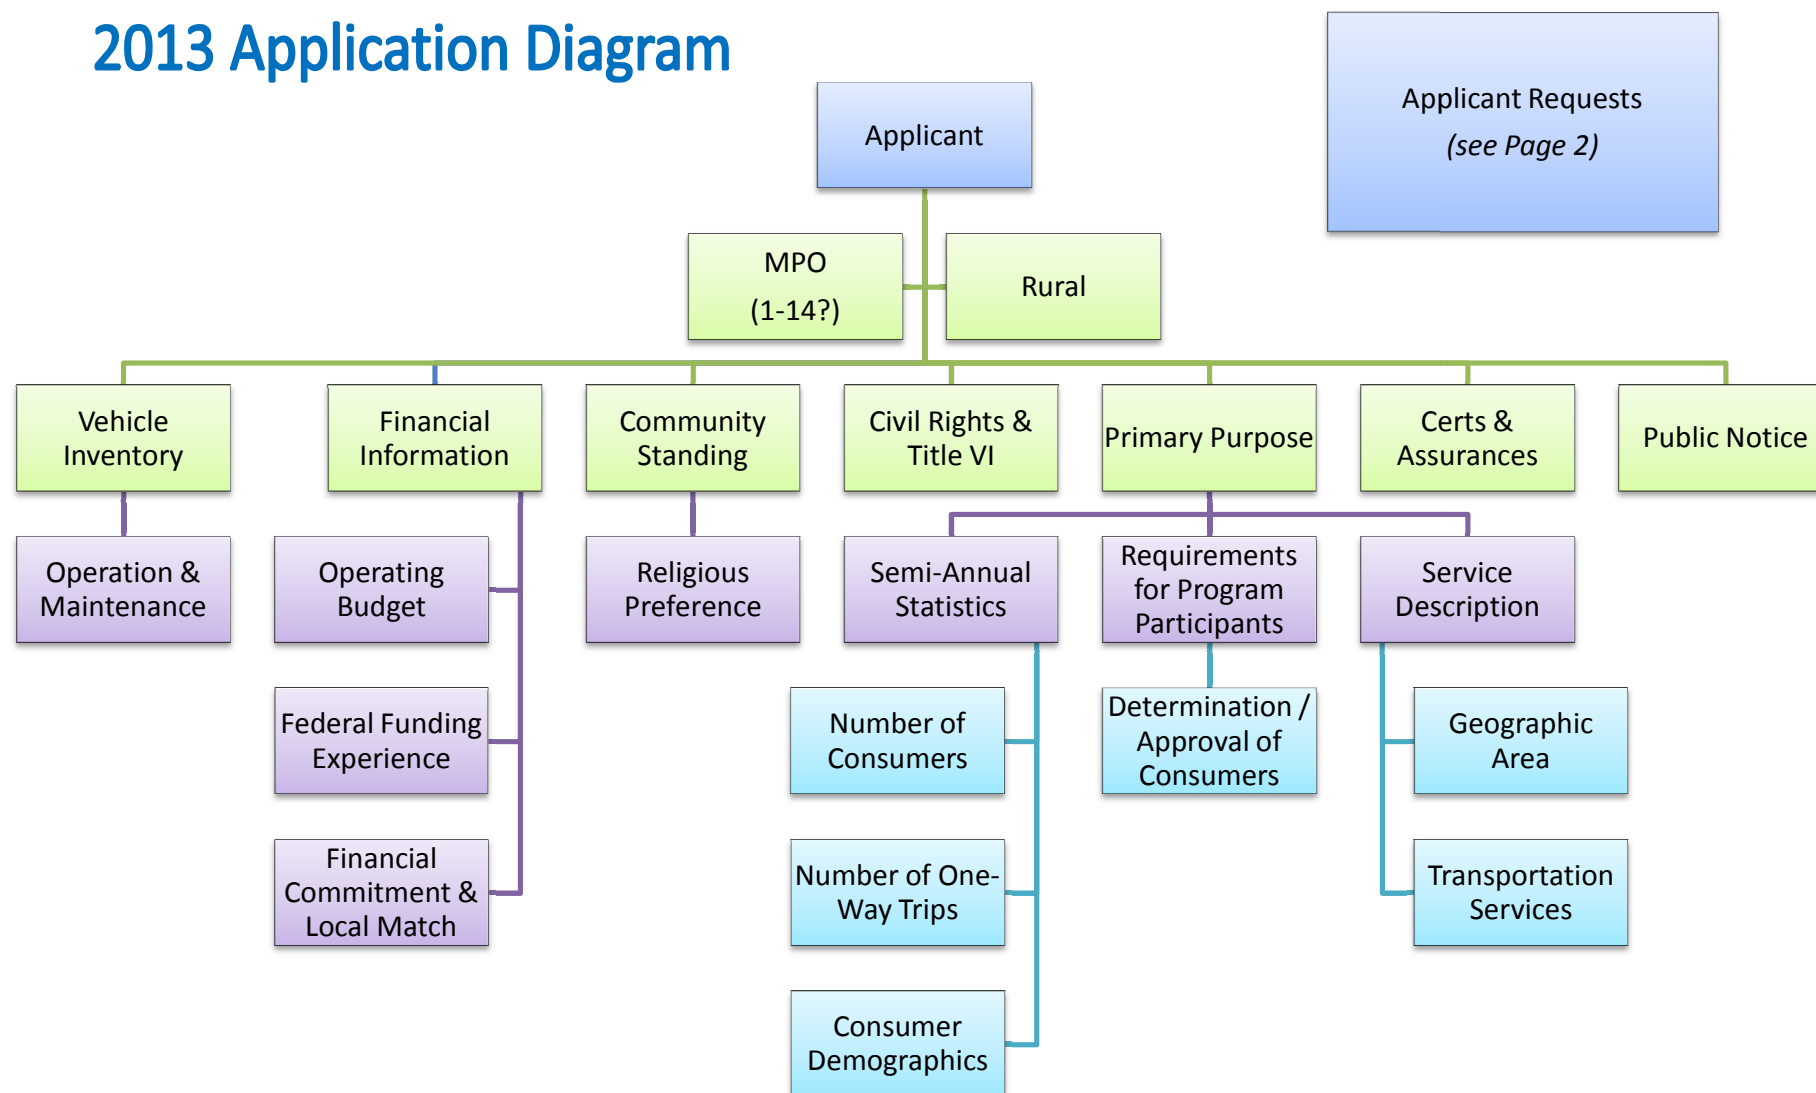 2013 Application Diagram
Applicant
Applicant Requests
(see Page 2)
MPO
(1-14?)
Rural
Vehicle
Inventory
Financial
Information
Community
Standing
Civil Rights &
Title VI
Primary Purpose
Certs &
Assurances
Public Notice
Operation &
Maintenance
Operating
Budget
Religious
Preference
Semi-Annual
Statistics
Requirements
for Program
Participants
Service
Description
Federal Funding
Experience
Number of
Consumers
Determination /
Approval of
Consumers
Geographic
Area
Financial
Commitment &
Local Match
Number of One-
Way Trips
Transportation
Services
Consumer
Demographics